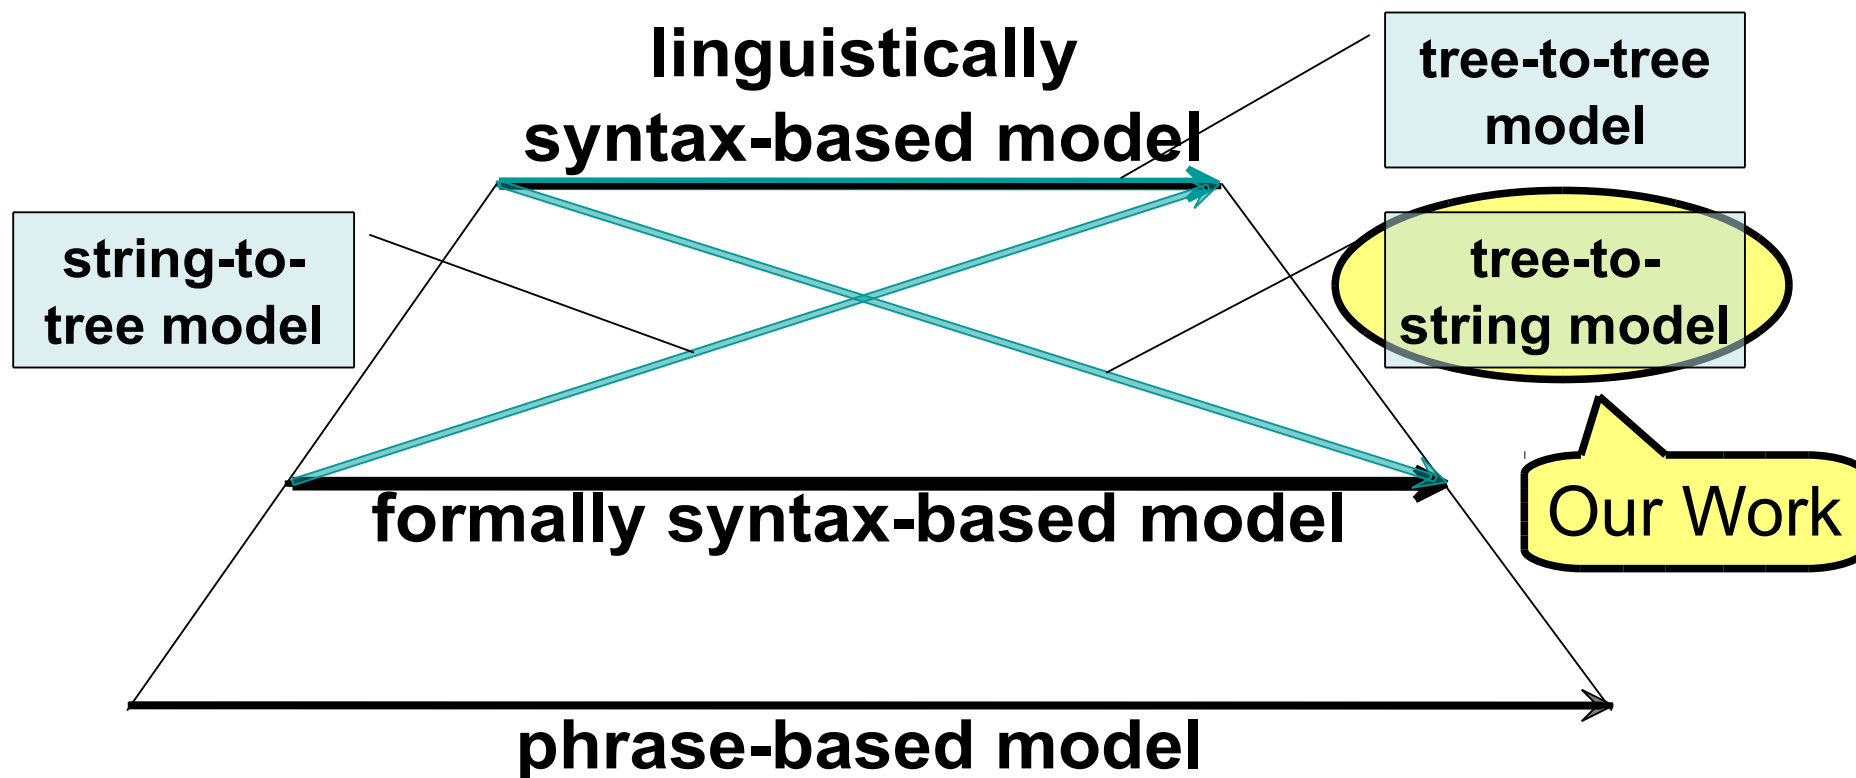 linguistically
syntax-based model
tree-to-tree
model
string-to-
tree model
tree-to-
string model
formally syntax-based model
Our Work
phrase-based model